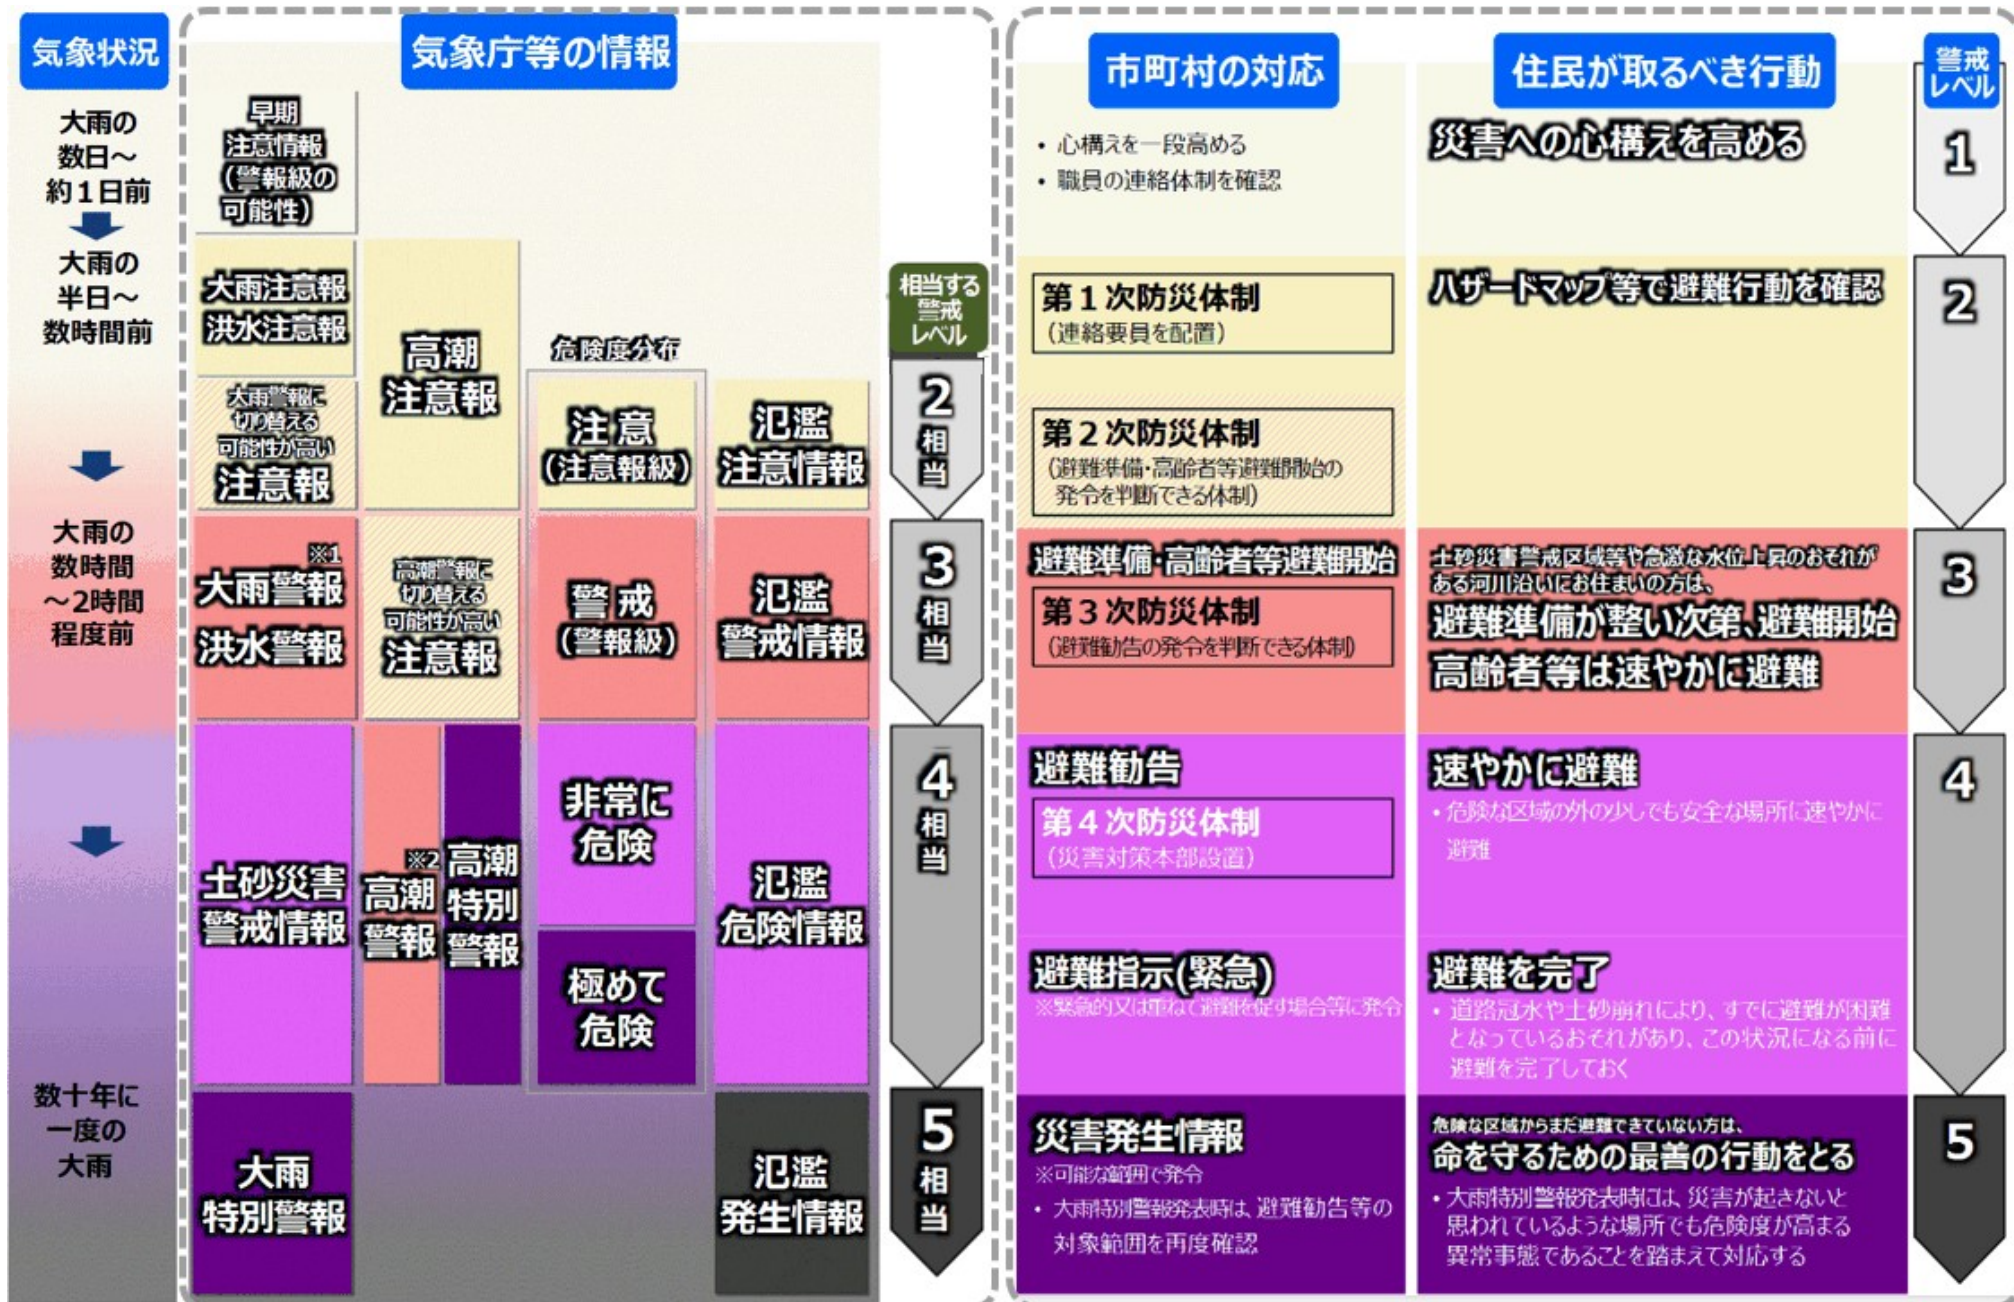 気象状況
大雨の
数日～
約１日前
大雨の
半日～
数時間前
大雨の
数時間
～2時間
程度前
数十年に
一度の
大雨
気象庁等の情報
早期
注意情報
（警報級の
可能性）
大雨注意報
洪水注意報
大雨警報に
切り替える
可能性が高い
注意報
※1
大雨警報
洪水警報
土砂災害
警戒情報
大雨
特別警報
高潮
注意報
高潮警報に
切り替える
可能性が高い
注意報
※2
高潮
警報
高潮
特別
警報
危険度分布
注意
（注意報級）
警戒
（警報級）
非常に
危険
極めて
危険
氾濫
注意情報
氾濫
警戒情報
氾濫
危険情報
氾濫
発生情報
相当する
警戒
レベル
2
相
当
3
相
当
4
相
当
5
相
当
市町村の対応
・心構えを一段高める
・職員の連絡体制を確認
第１次防災体制
（連絡要員を配置）
第２次防災体制
（避難準備・高齢者等避難開始の
発令を判断できる体制）
避難準備・高齢者等避難開始
第３次防災体制
（避難勧告の発令を判断できる体制）
避難勧告
第４次防災体制
（災害対策本部設置）
避難指示(緊急)
※緊急的又は重ねて避難を促す場合等に発令
災害発生情報
※可能な範囲で発令
・大雨特別警報発表時は、避難勧告等の
対象範囲を再度確認
住民が取るべき行動
災害への心構えを高める
ハザードマップ等で避難行動を確認
土砂災害警戒区域等や急激な水位上昇のおそれが
ある河川沿いにお住まいの方は、
避難準備が整い次第、避難開始
高齢者等は速やかに避難
速やかに避難
・危険な区域の外の少しでも安全な場所に速やかに
避難
避難を完了
・道路冠水や土砂崩れにより、すでに避難が困難
となっているおそれがあり、この状況になる前に
避難を完了しておく
危険な区域からまだ避難できていない方は、
命を守るための最善の行動をとる
・大雨特別警報発表時には、災害が起きないと
思われているような場所でも危険度が高まる
異常事態であることを踏まえて対応する
警戒
レベル
1
2
3
4
5